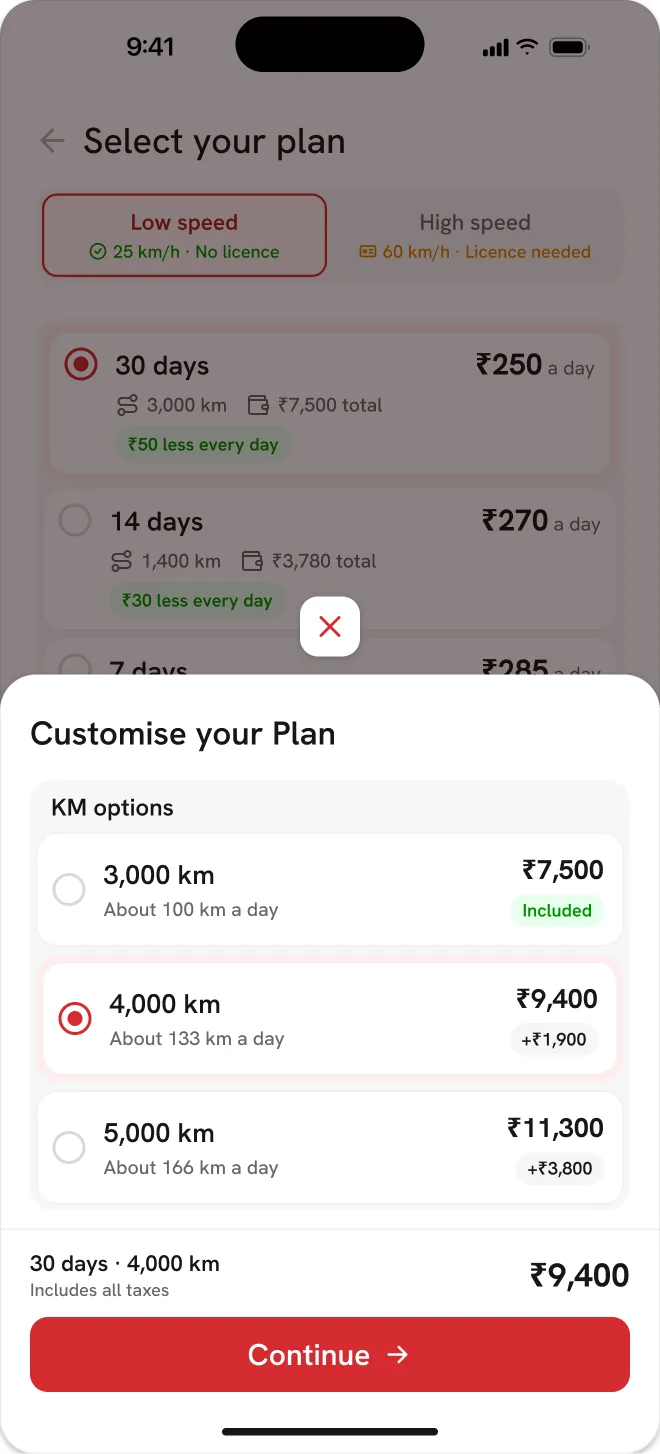 9:41
Select your plan
Low speed
25 km/h · No licence
High speed
60 km/h · Licence needed
30 days
₹250 a day
3,000 km
₹7,500 total
₹50 less every day
14 days
₹270 a day
1,400 km
₹3,780 total
₹30 less every day
7 days
₹285 a day
Customise your Plan
KM options
3,000 km
₹7,500
About 100 km a day
Included
4,000 km
₹9,400
About 133 km a day
+₹1,900
5,000 km
₹11,300
About 166 km a day
+₹3,800
30 days · 4,000 km
Includes all taxes
₹9,400
Continue →